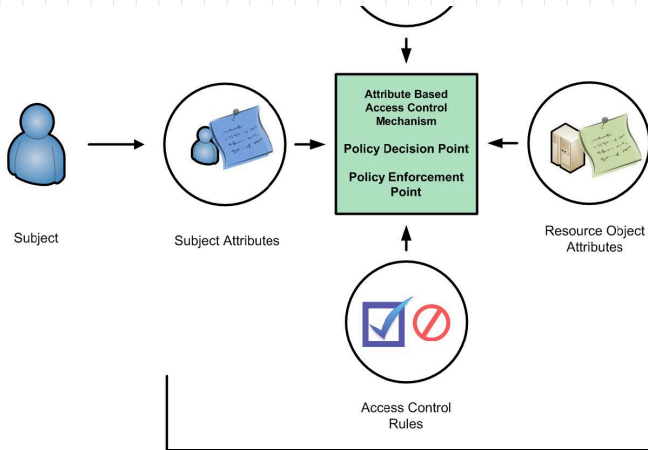 Attribute Based
Access Control
Mechanism
Policy Decision Point
Policy Enforcement
Point
Subject
Subject Attributes
Resource Object
Attributes
Access Control
Rules